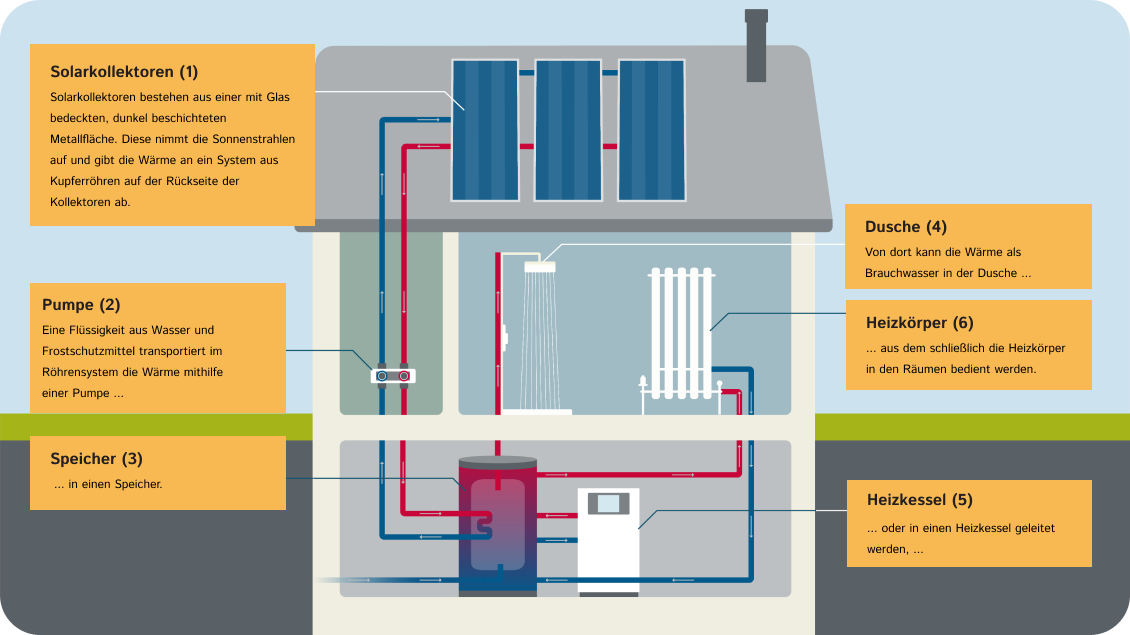 Solarkollektoren (1)
Solarkollektoren bestehen aus einer mit Glas
bedeckten, dunkel beschichteten
Metallfläche. Diese nimmt die Sonnenstrahlen
auf und gibt die Wärme an ein System aus
Kupferröhren auf der Rückseite der
Kollektoren ab.
Pumpe (2)
Eine Flüssigkeit aus Wasser und
Frostschutzmittel transportiert im
Röhrensystem die Wärme mithilfe
einer Pumpe ...
Speicher (3)
... in einen Speicher.
Dusche (4)
Von dort kann die Wärme als
Brauchwasser in der Dusche ...
Heizkörper (6)
... aus dem schließlich die Heizkörper
in den Räumen bedient werden.
Heizkessel (5)
... oder in einen Heizkessel geleitet
werden, ...